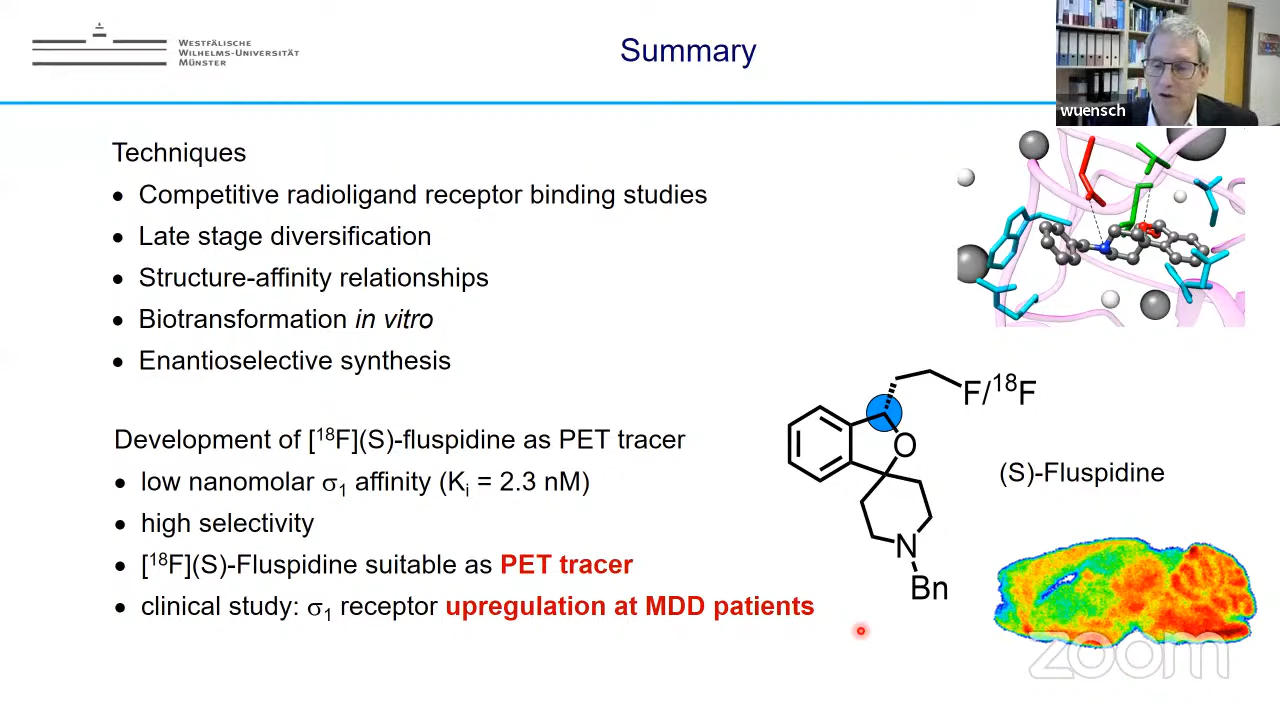 WESTFÄLISCHE
WILHELMS-UNIVERSITÄT
MÜNSTER
Summary
wuensch
Techniques
• Competitive radioligand receptor binding studies
• Late stage diversification
• Structure-affinity relationships
• Biotransformation in vitro
• Enantioselective synthesis
Development of [¹⁸F](S)-fluspidine as PET tracer
• low nanomolar σ₁ affinity (Kᵢ = 2.3 nM)
• high selectivity
• [¹⁸F](S)-Fluspidine suitable as PET tracer
• clinical study: σ₁ receptor upregulation at MDD patients
F/¹⁸F
O
N
Bn
(S)-Fluspidine
zoom